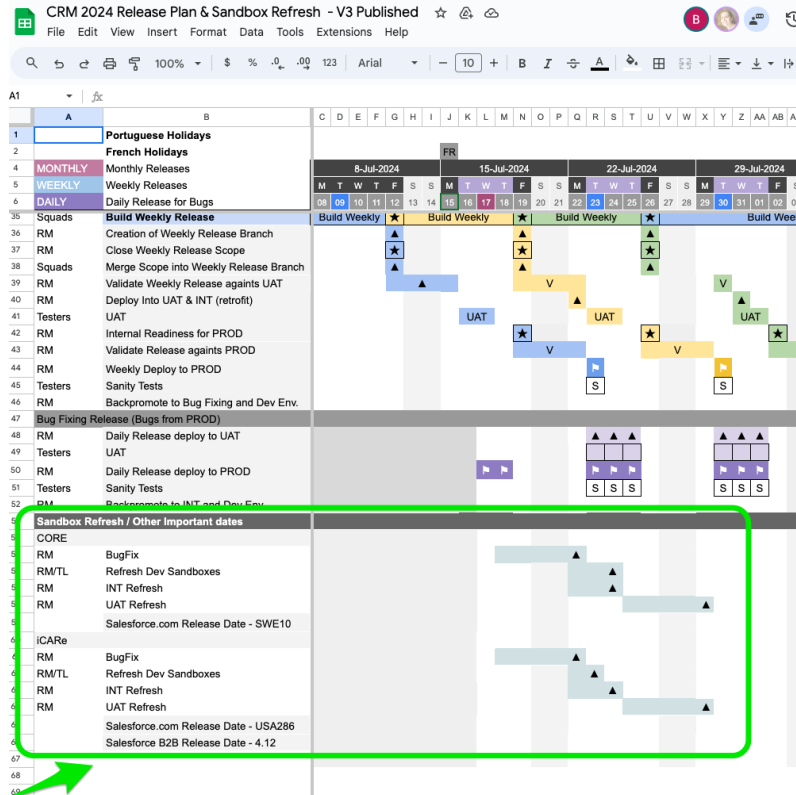 CRM 2024 Release Plan & Sandbox Refresh - V3 Published
File Edit View Insert Format Data Tools Extensions Help
B
100% $ % .0 .00 123 Arial 10 B I A
A1 fx
A B C D E F G H I J K L M N O P Q R S T U V W X Y Z AA AB
1 Portuguese Holidays
2 French Holidays FR
4 MONTHLY Monthly Releases 8-Jul-2024 15-Jul-2024 22-Jul-2024 29-Jul-2024
5 WEEKLY Weekly Releases M T W T F S S M T W T F S S M T W T F S S M T W T F
6 DAILY Daily Release for Bugs 08 09 10 11 12 13 14 15 16 17 18 19 20 21 22 23 24 25 26 27 28 29 30 31 01 02
35 Squads Build Weekly Release Build Weekly ★ Build Weekly ★ Build Weekly ★ Build Wee
36 RM Creation of Weekly Release Branch ▲ ▲ ▲
37 RM Close Weekly Release Scope ★ ★ ★
38 Squads Merge Scope into Weekly Release Branch ▲ ▲ ▲
39 RM Validate Weekly Release againts UAT ▲ V V
40 RM Deploy Into UAT & INT (retrofit) ▲ ▲
41 Testers UAT UAT UAT UAT
42 RM Internal Readiness for PROD ★ ★ ★
43 RM Validate Release againts PROD V V
44 RM Weekly Deploy to PROD
45 Testers Sanity Tests S S
46 RM Backpromote to Bug Fixing and Dev Env.
47 Bug Fixing Release (Bugs from PROD)
48 RM Daily Release deploy to UAT ▲ ▲ ▲ ▲ ▲ ▲
49 Testers UAT
50 RM Daily Release deploy to PROD
51 Testers Sanity Tests S S S S S S
52 RM Backpromote to INT and Dev Env
Sandbox Refresh / Other Important dates
CORE
RM BugFix ▲
RM/TL Refresh Dev Sandboxes ▲
RM INT Refresh ▲
RM UAT Refresh ▲
Salesforce.com Release Date - SWE10
iCARe
RM BugFix ▲
RM/TL Refresh Dev Sandboxes ▲
RM INT Refresh ▲
RM UAT Refresh ▲
Salesforce.com Release Date - USA286
Salesforce B2B Release Date - 4.12
67
68
69